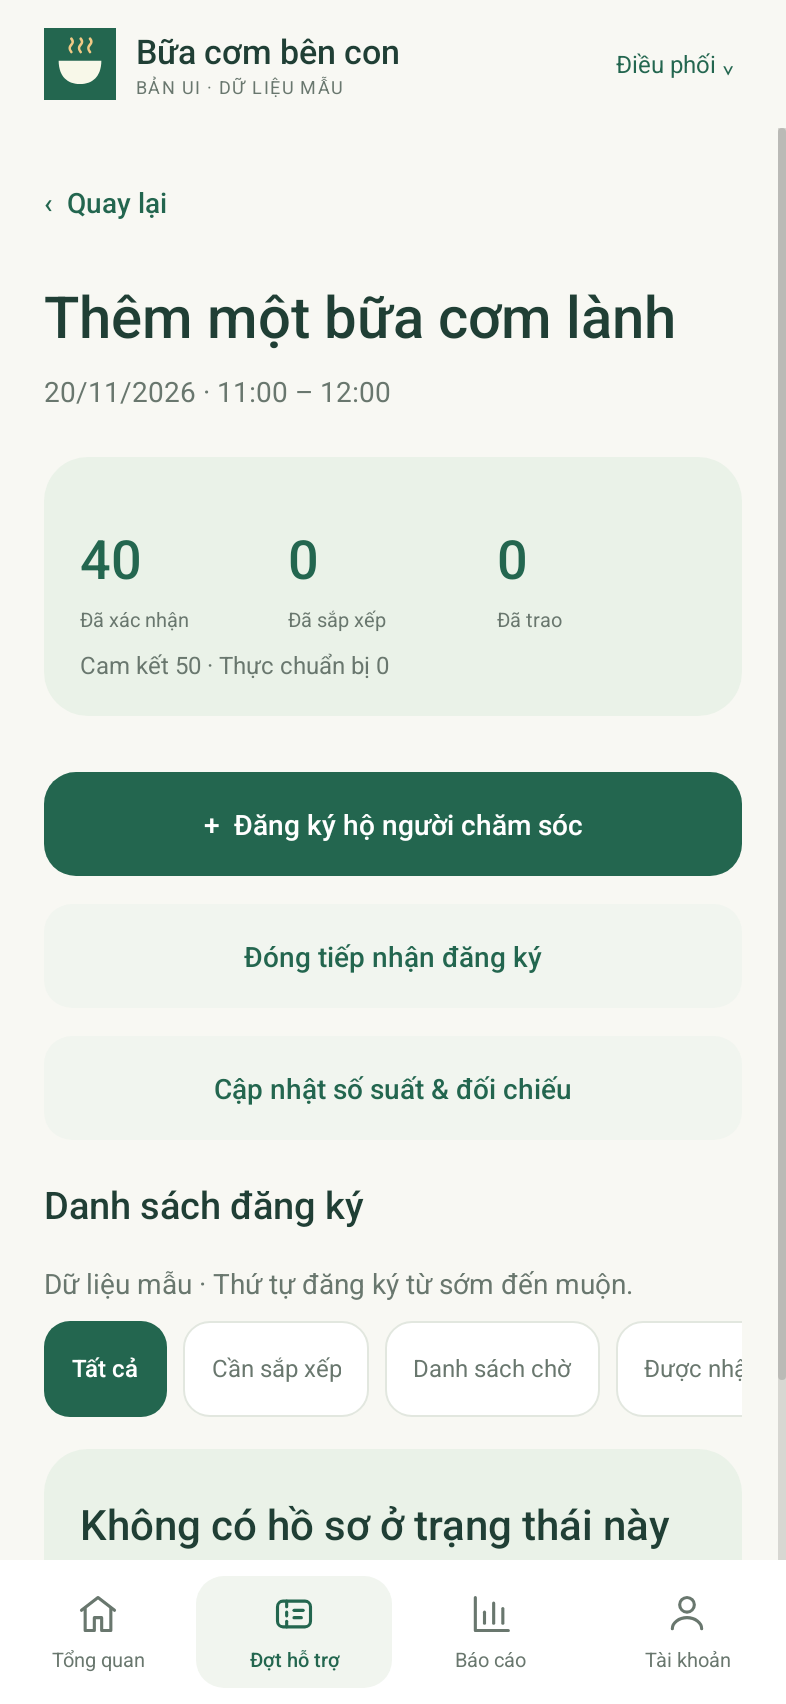 Bữa cơm bên con
BẢN UI · DỮ LIỆU MẪU
Điều phối
‹ Quay lại
Thêm một bữa cơm lành
20/11/2026 · 11:00 – 12:00
40 0 0
Đã xác nhận Đã sắp xếp Đã trao
Cam kết 50 · Thực chuẩn bị 0
+ Đăng ký hộ người chăm sóc
Đóng tiếp nhận đăng ký
Cập nhật số suất & đối chiếu
Danh sách đăng ký
Dữ liệu mẫu · Thứ tự đăng ký từ sớm đến muộn.
Tất cả Cần sắp xếp Danh sách chờ Được
Không có hồ sơ ở trạng thái này
Tổng quan Đợt hỗ trợ Báo cáo Tài khoản